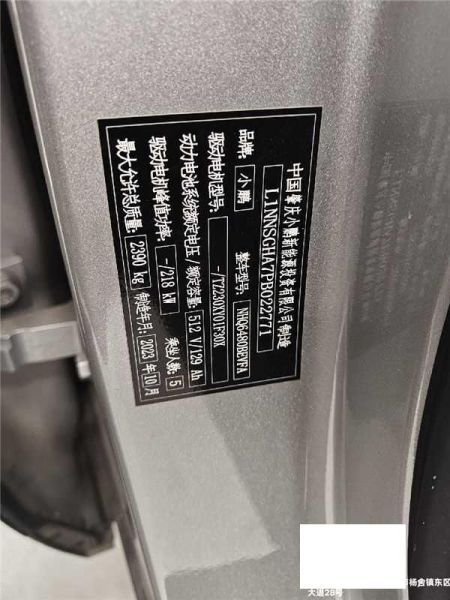 中国肇庆小鹏新能源投资有限公司制造
L1NNSGHA7PB022771
品牌: 小鹏 整车型号: NHQ6480BEVFA
驱动电机型号: -/TZ230XY01F30X
动力电池系统额定电压/额定容量: 512 V/129 Ah
驱动电机峰值功率: -/218 kW 乘坐人数: 5
最大允许总质量: 2390 kg 制造年月: 2023 年 10 月
市杨舍镇东区
大道28号